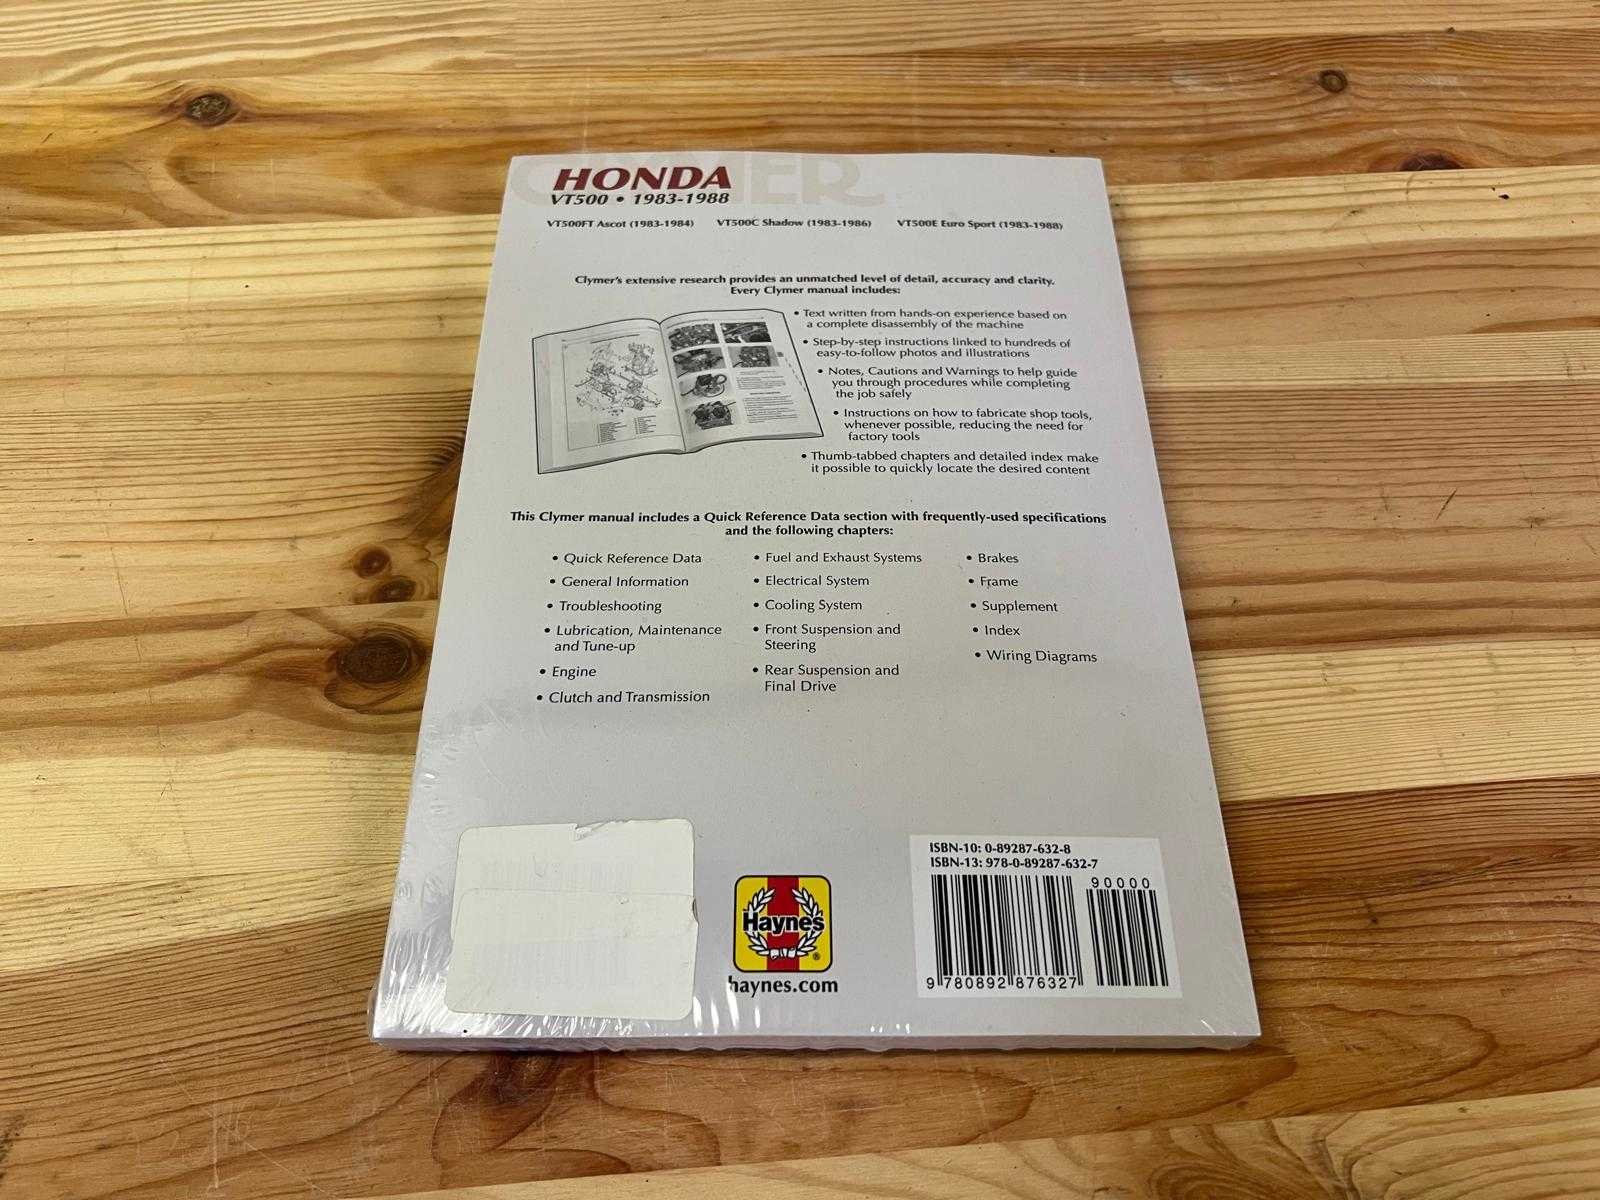 CLYMER
HONDA
VT500 • 1983-1988
VT500FT Ascot (1983-1984) VT500C Shadow (1983-1986) VT500E Euro Sport (1983-1988)
Clymer's extensive research provides an unmatched level of detail, accuracy and clarity.
Every Clymer manual includes:
• Text written from hands-on experience based on
a complete disassembly of the machine
• Step-by-step instructions linked to hundreds of
easy-to-follow photos and illustrations
• Notes, Cautions and Warnings to help guide
you through procedures while completing
the job safely
• Instructions on how to fabricate shop tools,
whenever possible, reducing the need for
factory tools
• Thumb-tabbed chapters and detailed index make
it possible to quickly locate the desired content
This Clymer manual includes a Quick Reference Data section with frequently-used specifications
and the following chapters:
• Quick Reference Data
• General Information
• Troubleshooting
• Lubrication, Maintenance
and Tune-up
• Engine
• Clutch and Transmission
• Fuel and Exhaust Systems
• Electrical System
• Cooling System
• Front Suspension and
Steering
• Rear Suspension and
Final Drive
• Brakes
• Frame
• Supplement
• Index
• Wiring Diagrams
Haynes
®
haynes.com
ISBN-10: 0-89287-632-8
ISBN-13: 978-0-89287-632-7
90000
9 780892 876327